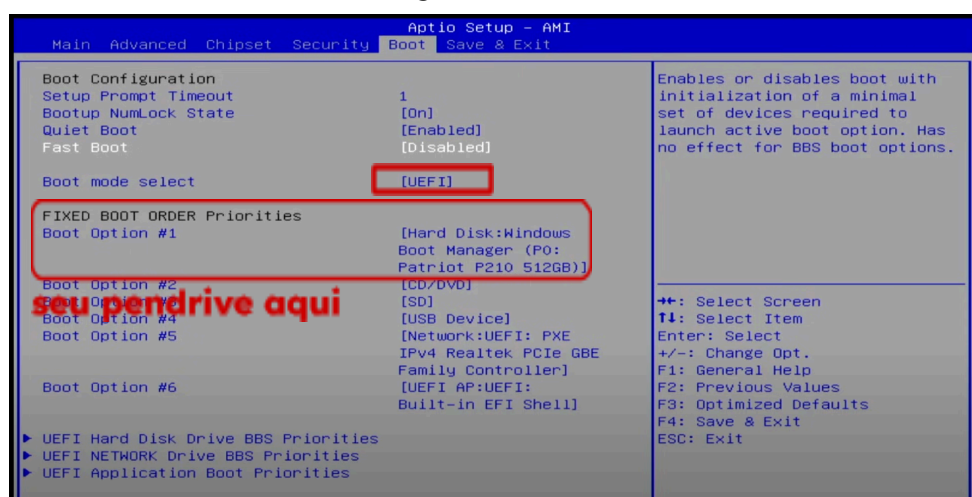 Aptio Setup – AMI
Main Advanced Chipset Security Boot Save & Exit
Boot Configuration
Setup Prompt Timeout 1
Bootup NumLock State [On]
Quiet Boot [Enabled]
Fast Boot [Disabled]
Boot mode select [UEFI]
FIXED BOOT ORDER Priorities
Boot Option #1 [Hard Disk:Windows
Boot Manager (P0:
Patriot P210 512GB)]
Boot Option #2 [CD/DVD]
seu pendrive aqui
Boot Option #3 [SD]
Boot Option #4 [USB Device]
Boot Option #5 [Network:UEFI: PXE
IPv4 Realtek PCIe GBE
Family Controller]
Boot Option #6 [UEFI AP:UEFI:
Built-in EFI Shell]
UEFI Hard Disk Drive BBS Priorities
UEFI NETWORK Drive BBS Priorities
UEFI Application Boot Priorities
Enables or disables boot with
initialization of a minimal
set of devices required to
launch active boot option. Has
no effect for BBS boot options.
→←: Select Screen
↑↓: Select Item
Enter: Select
+/-: Change Opt.
F1: General Help
F2: Previous Values
F3: Optimized Defaults
F4: Save & Exit
ESC: Exit